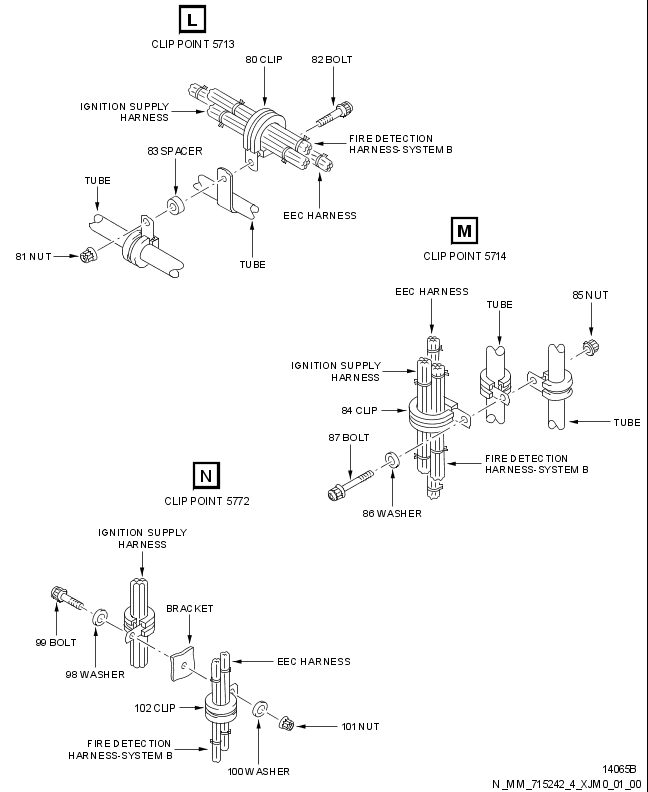 L
CLIP POINT 5713
80 CLIP
82 BOLT
IGNITION SUPPLY
HARNESS
FIRE DETECTION
HARNESS-SYSTEM B
83 SPACER
TUBE
EEC HARNESS
81 NUT
TUBE
M
CLIP POINT 5714
EEC HARNESS
TUBE
85 NUT
IGNITION SUPPLY
HARNESS
84 CLIP
TUBE
87 BOLT
FIRE DETECTION
HARNESS-SYSTEM B
86 WASHER
N
CLIP POINT 5772
IGNITION SUPPLY
HARNESS
BRACKET
99 BOLT
98 WASHER
EEC HARNESS
102 CLIP
101 NUT
FIRE DETECTION
HARNESS-SYSTEM B
100 WASHER
14065B
N_MM_715242_4_XJM0_01_00